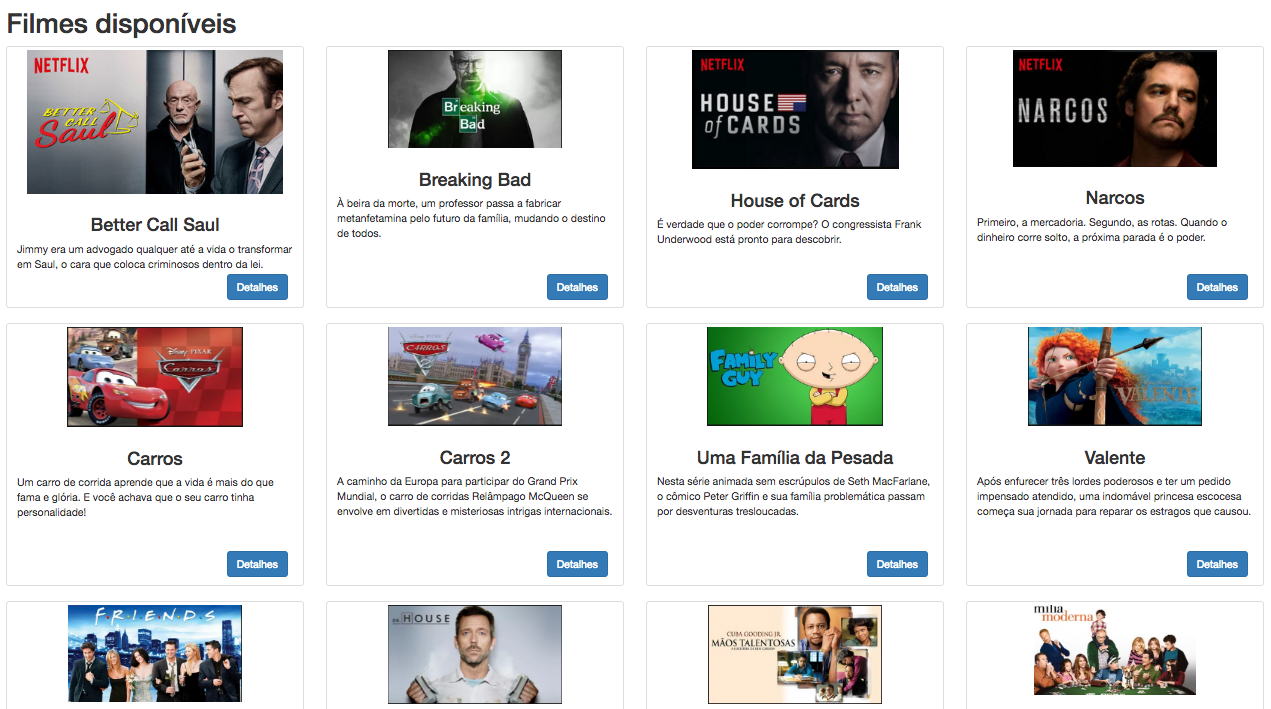 Filmes disponíveis
NETFLIX
BETTER
CALL
Saul
Better Call Saul
Jimmy era um advogado qualquer até a vida o transformar
em Saul, o cara que coloca criminosos dentro da lei.
Detalhes
Breaking
Bad
Breaking Bad
À beira da morte, um professor passa a fabricar
metanfetamina pelo futuro da família, mudando o destino
de todos.
Detalhes
NETFLIX
HOUSE
of CARDS
House of Cards
É verdade que o poder corrompe? O congressista Frank
Underwood está pronto para descobrir.
Detalhes
NETFLIX
NARCOS
Narcos
Primeiro, a mercadoria. Segundo, as rotas. Quando o
dinheiro corre solto, a próxima parada é o poder.
Detalhes
Disney PIXAR
Carros
Carros
Um carro de corrida aprende que a vida é mais do que
fama e glória. E você achava que o seu carro tinha
personalidade!
Detalhes
CARROS
2
Carros 2
A caminho da Europa para participar do Grand Prix
Mundial, o carro de corridas Relâmpago McQueen se
envolve em divertidas e misteriosas intrigas internacionais.
Detalhes
FAMILY
GUY
Uma Família da Pesada
Nesta série animada sem escrúpulos de Seth MacFarlane,
o cômico Peter Griffin e sua família problemática passam
por desventuras tresloucadas.
Detalhes
VALENTE
Valente
Após enfurecer três lordes poderosos e ter um pedido
impensado atendido, uma indomável princesa escocesa
começa sua jornada para reparar os estragos que causou.
Detalhes
F·R·I·E·N·D·S
DR. HOUSE
CUBA GOODING JR.
MÃOS TALENTOSAS
milia
moderna